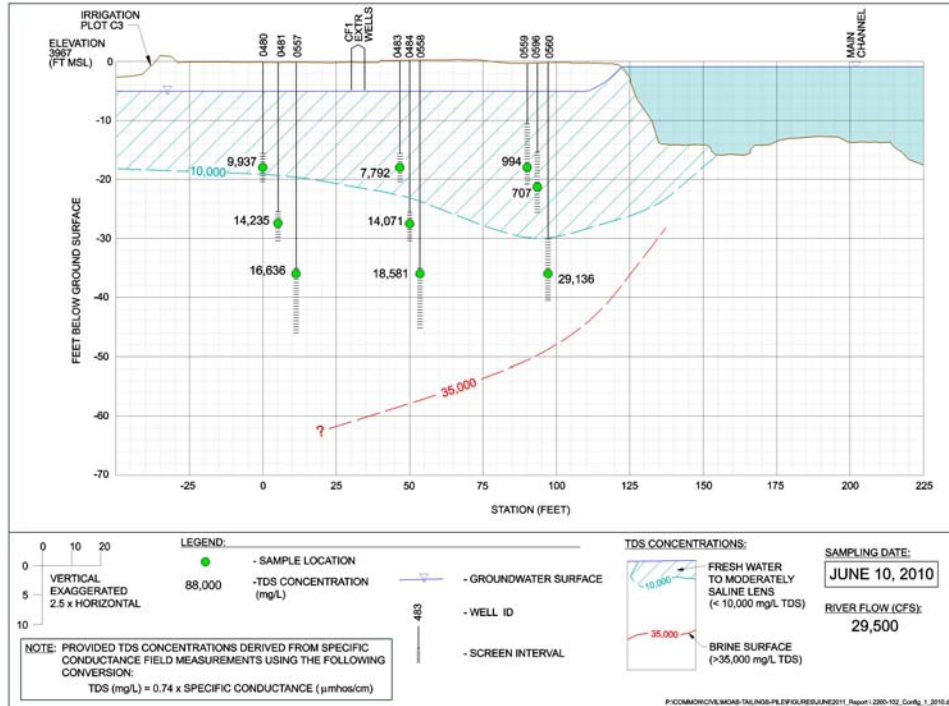 IRRIGATION
PLOT C3
ELEVATION
3967
(FT MSL)
0480
0481
0557
CF1
EXTR
WELLS
0483
0484
0558
0559
0596
0560
MAIN
CHANNEL
0
-10
-20
-30
-40
-50
-60
-70
FEET BELOW GROUND SURFACE
10,000
9,937
14,235
16,636
7,792
14,071
18,581
994
707
29,136
35,000
?
-25
0
25
50
75
100
125
150
175
200
225
STATION (FEET)
0 10 20
0
5
10
VERTICAL
EXAGGERATED
2.5 x HORIZONTAL
LEGEND:
- SAMPLE LOCATION
88,000 -TDS CONCENTRATION
(mg/L)
- GROUNDWATER SURFACE
483 - WELL ID
- SCREEN INTERVAL
TDS CONCENTRATIONS:
10,000
FRESH WATER
TO MODERATELY
SALINE LENS
(< 10,000 mg/L TDS)
35,000
BRINE SURFACE
(>35,000 mg/L TDS)
SAMPLING DATE:
JUNE 10, 2010
RIVER FLOW (CFS):
29,500
NOTE: PROVIDED TDS CONCENTRATIONS DERIVED FROM SPECIFIC
CONDUCTANCE FIELD MEASUREMENTS USING THE FOLLOWING
CONVERSION:
TDS (mg/L) = 0.74 x SPECIFIC CONDUCTANCE (µmhos/cm)